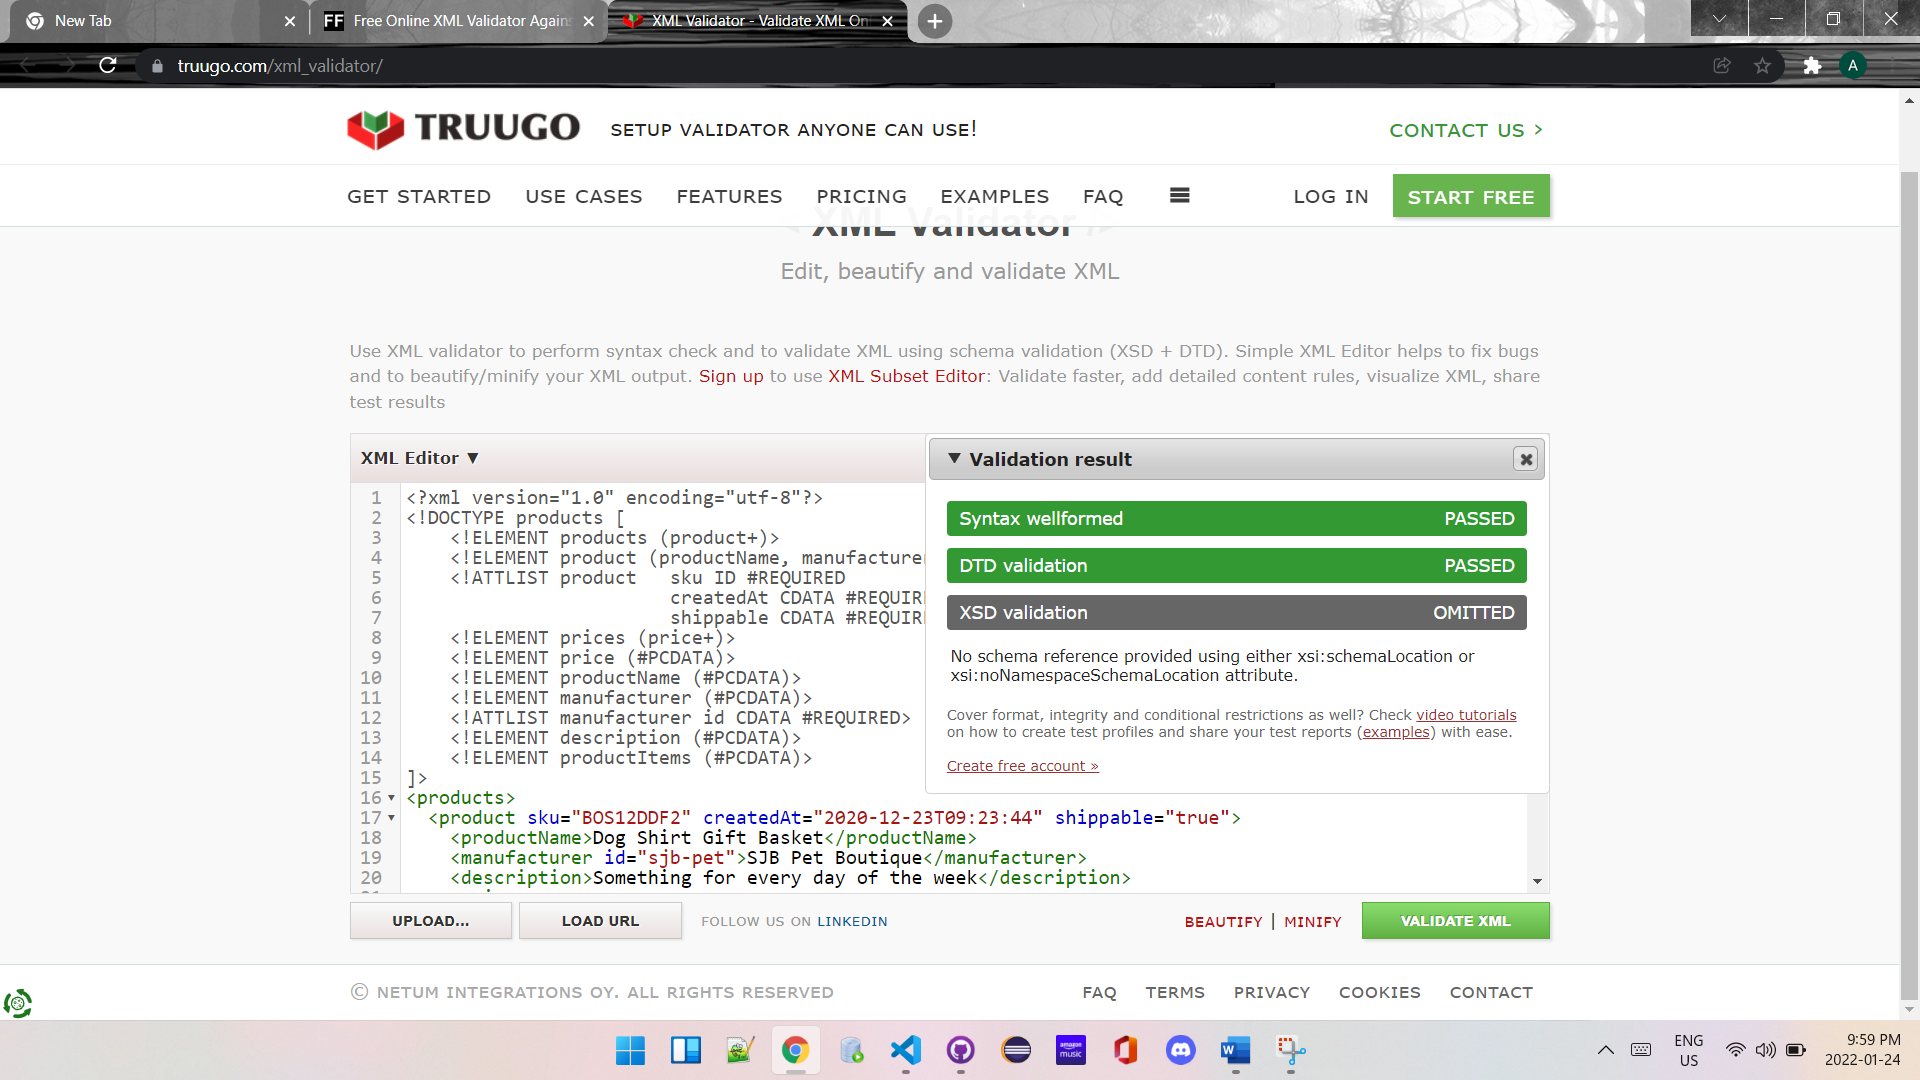 New Tab
FF Free Online XML Validator Again
XML Validator - Validate XML On
truugo.com/xml_validator/
A
TRUUGO
SETUP VALIDATOR ANYONE CAN USE!
CONTACT US >
GET STARTED USE CASES FEATURES PRICING EXAMPLES FAQ LOG IN START FREE
< XML Validator />
Edit, beautify and validate XML
Use XML validator to perform syntax check and to validate XML using schema validation (XSD + DTD). Simple XML Editor helps to fix bugs
and to beautify/minify your XML output. Sign up to use XML Subset Editor: Validate faster, add detailed content rules, visualize XML, share
test results
XML Editor ▼
▼ Validation result
Syntax wellformed PASSED
DTD validation PASSED
XSD validation OMITTED
No schema reference provided using either xsi:schemaLocation or
xsi:noNamespaceSchemaLocation attribute.
Cover format, integrity and conditional restrictions as well? Check video tutorials
on how to create test profiles and share your test reports (examples) with ease.
Create free account »
1 <?xml version="1.0" encoding="utf-8"?>
2 <!DOCTYPE products [
3 <!ELEMENT products (product+)>
4 <!ELEMENT product (productName, manufacturer
5 <!ATTLIST product sku ID #REQUIRED
6 createdAt CDATA #REQUIR
7 shippable CDATA #REQUIR
8 <!ELEMENT prices (price+)>
9 <!ELEMENT price (#PCDATA)>
10 <!ELEMENT productName (#PCDATA)>
11 <!ELEMENT manufacturer (#PCDATA)>
12 <!ATTLIST manufacturer id CDATA #REQUIRED>
13 <!ELEMENT description (#PCDATA)>
14 <!ELEMENT productItems (#PCDATA)>
15 ]>
16 <products>
17 <product sku="BOS12DDF2" createdAt="2020-12-23T09:23:44" shippable="true">
18 <productName>Dog Shirt Gift Basket</productName>
19 <manufacturer id="sjb-pet">SJB Pet Boutique</manufacturer>
20 <description>Something for every day of the week</description>
UPLOAD... LOAD URL FOLLOW US ON LINKEDIN BEAUTIFY | MINIFY VALIDATE XML
© NETUM INTEGRATIONS OY. ALL RIGHTS RESERVED
FAQ TERMS PRIVACY COOKIES CONTACT
amazon music
W
ENG
US
9:59 PM
2022-01-24